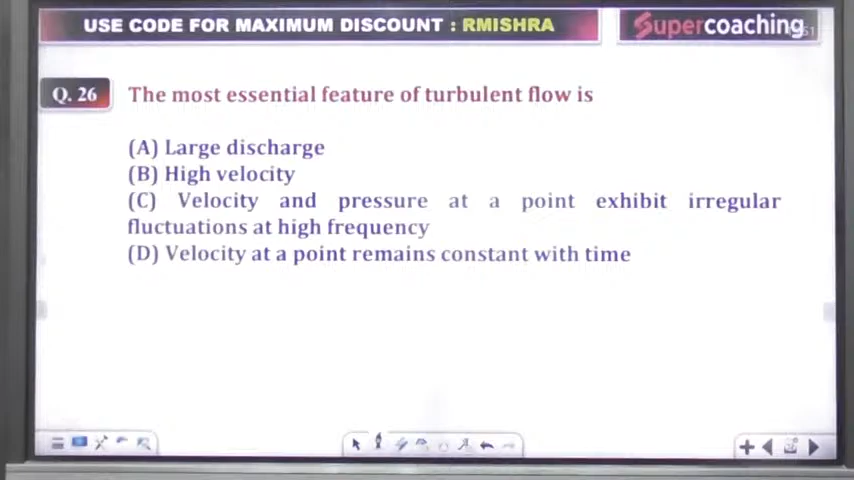 USE CODE FOR MAXIMUM DISCOUNT : RMISHRA
Supercoaching
Q. 26
The most essential feature of turbulent flow is
(A) Large discharge
(B) High velocity
(C) Velocity and pressure at a point exhibit irregular
fluctuations at high frequency
(D) Velocity at a point remains constant with time